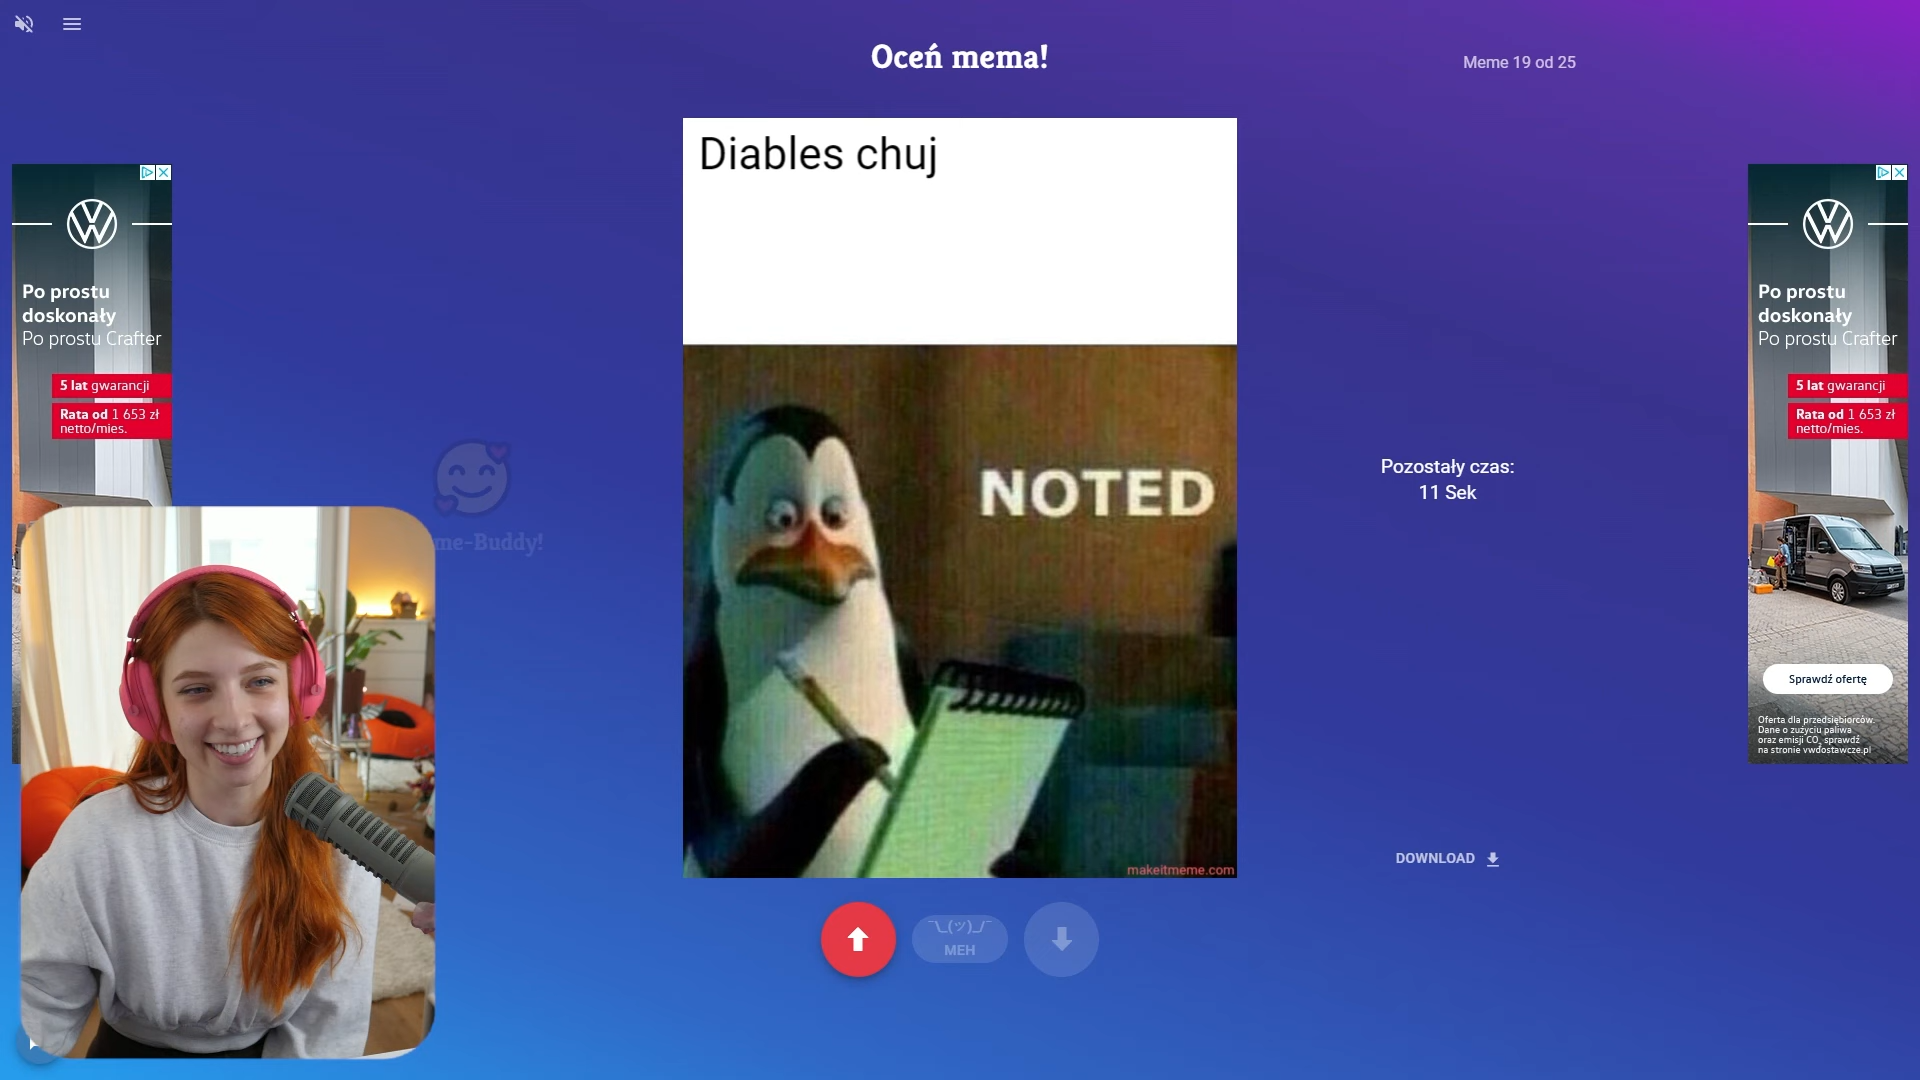 Oceń mema!
Meme 19 od 25
Diables chuj
NOTED
makeitmeme.com
Po prostu
doskonały
Po prostu Crafter
5 lat gwarancji
Rata od 1 653 zł
netto/mies.
me-Buddy!
Pozostały czas:
11 Sek
DOWNLOAD
¯\_(ツ)_/¯
MEH
Po prostu
doskonały
Po prostu Crafter
5 lat gwarancji
Rata od 1 653 zł
netto/mies.
Sprawdź ofertę
Oferta dla przedsiębiorców.
Dane o zużyciu paliwa
oraz emisji CO₂ sprawdź
na stronie vwdostawcze.pl